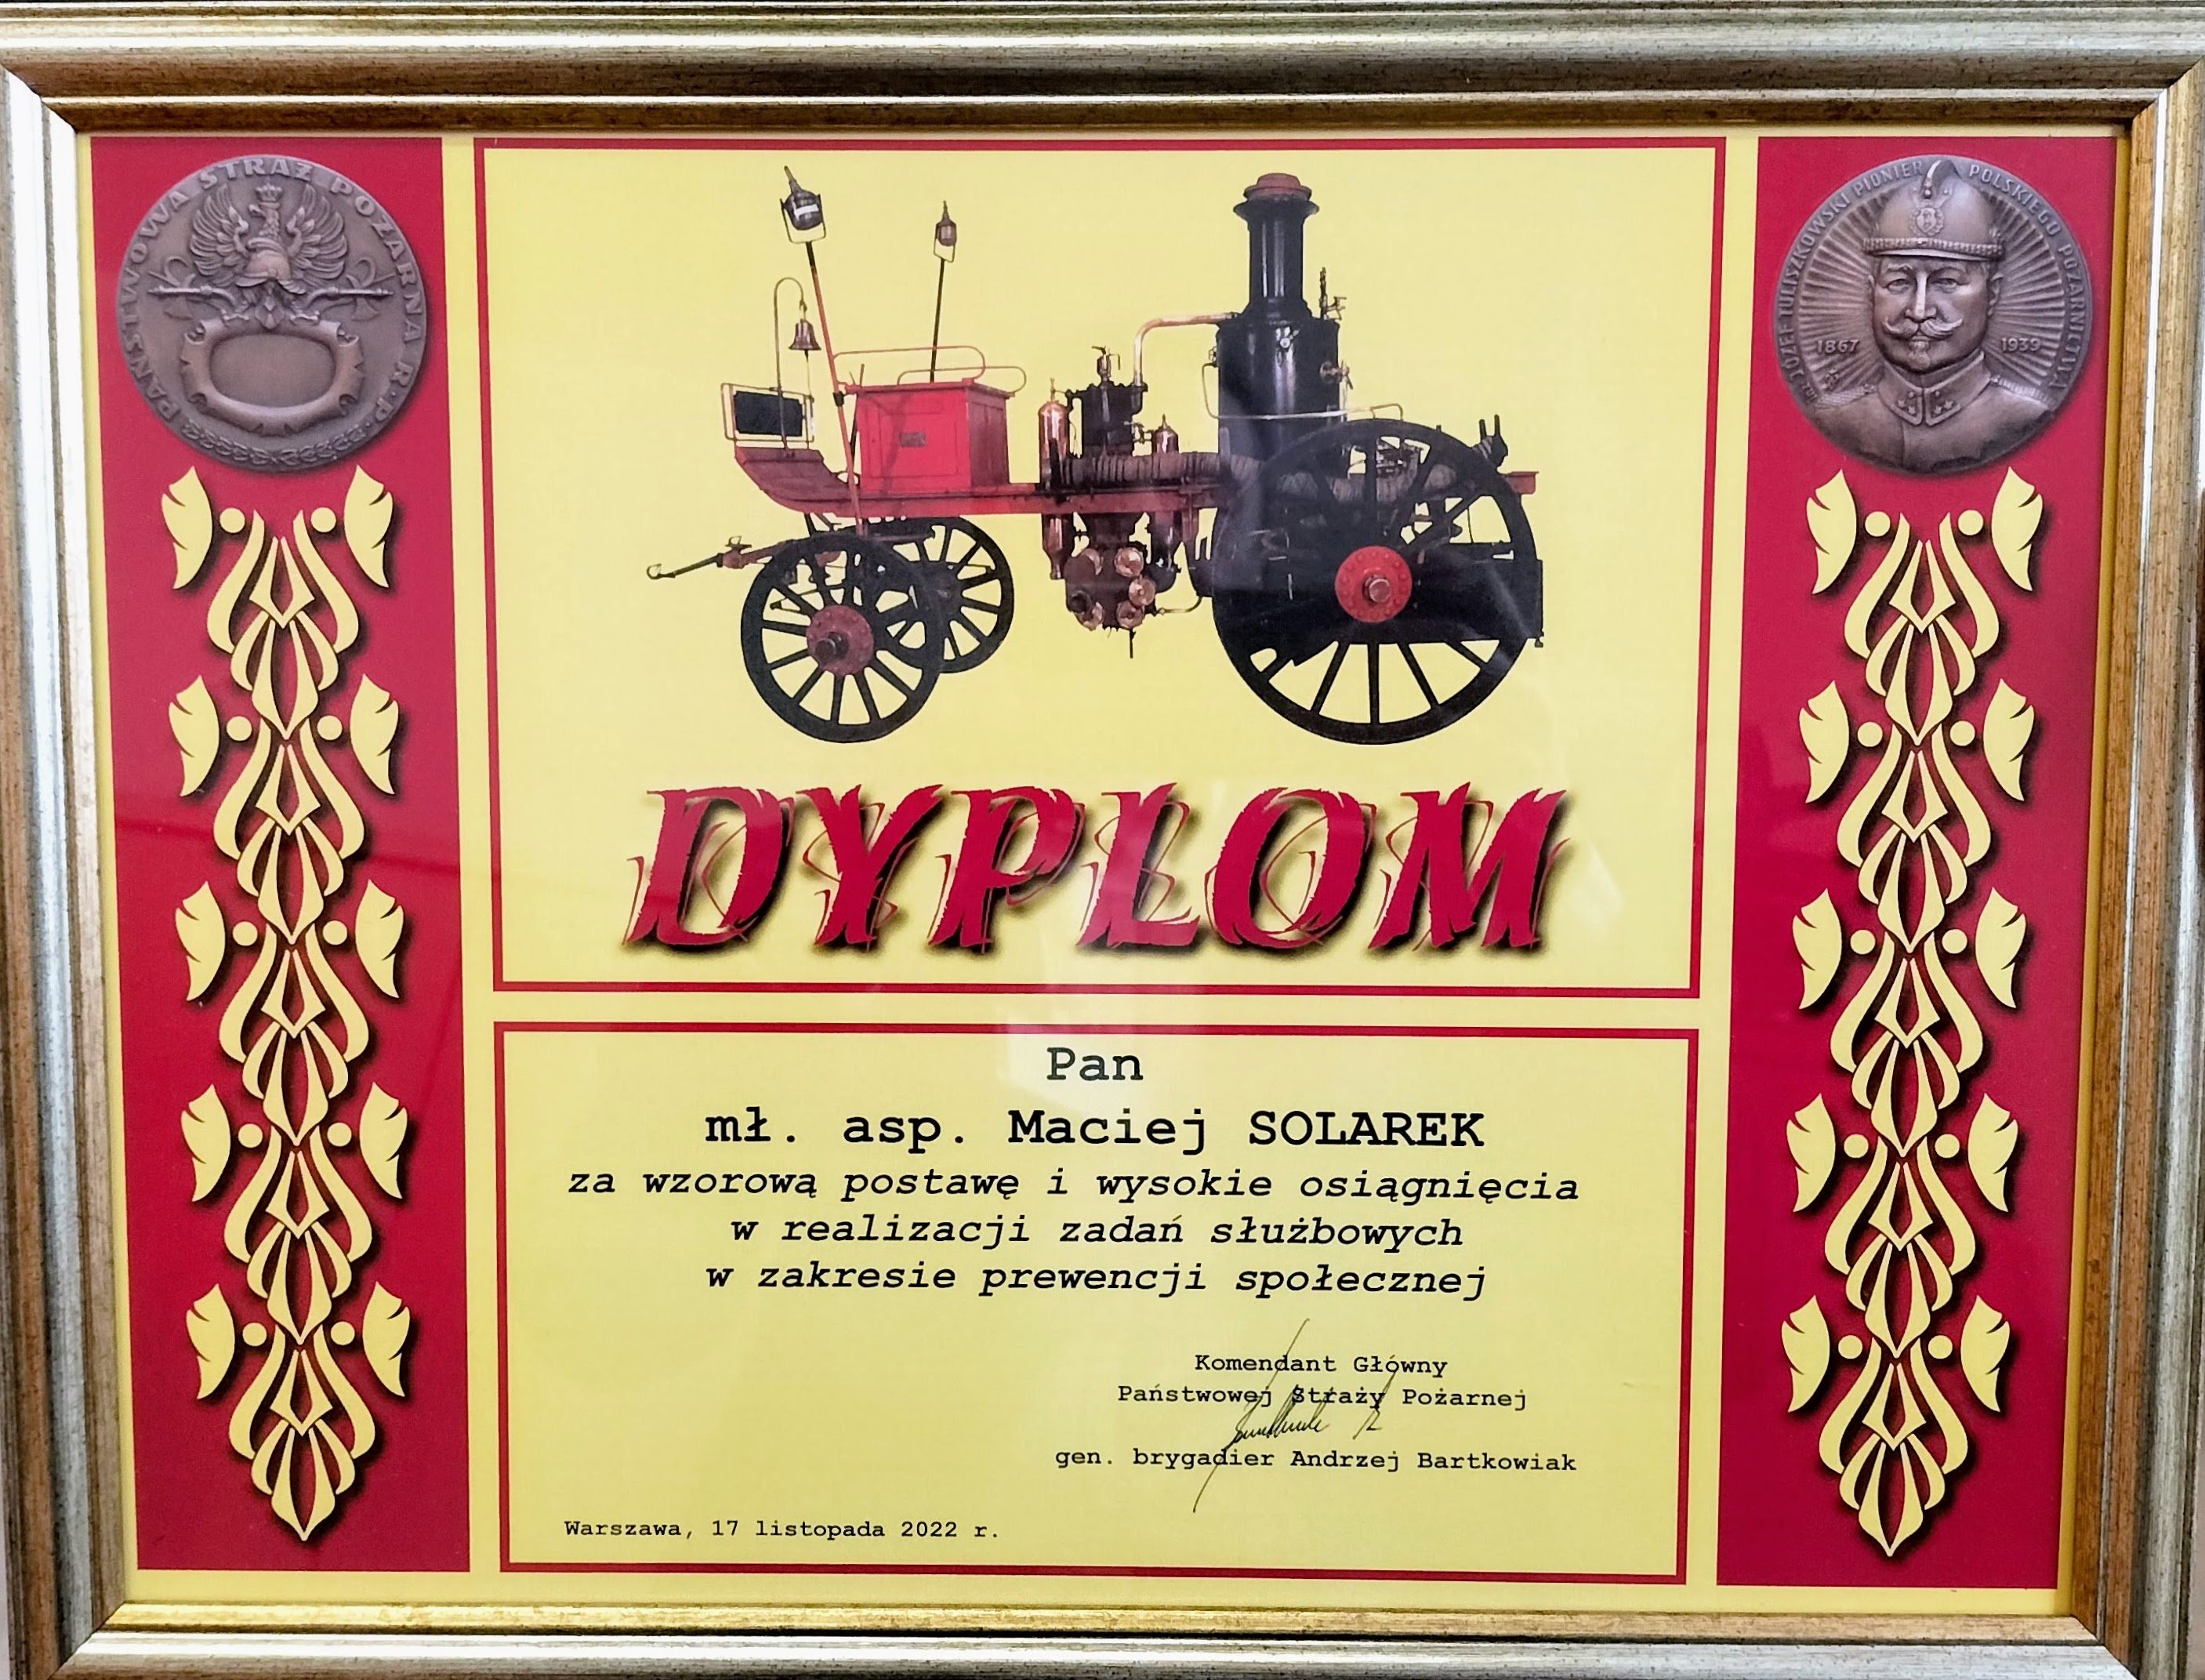 PAŃSTWOWA STRAŻ POŻARNA R.P.
inż. JÓZEF TULISZKOWSKI PIONIER POLSKIEGO POŻARNICTWA
1867 1939
DYPLOM
Pan
mł. asp. Maciej SOLAREK
za wzorową postawę i wysokie osiągnięcia
w realizacji zadań służbowych
w zakresie prewencji społecznej
Komendant Główny
Państwowej Straży Pożarnej
gen. brygadier Andrzej Bartkowiak
Warszawa, 17 listopada 2022 r.